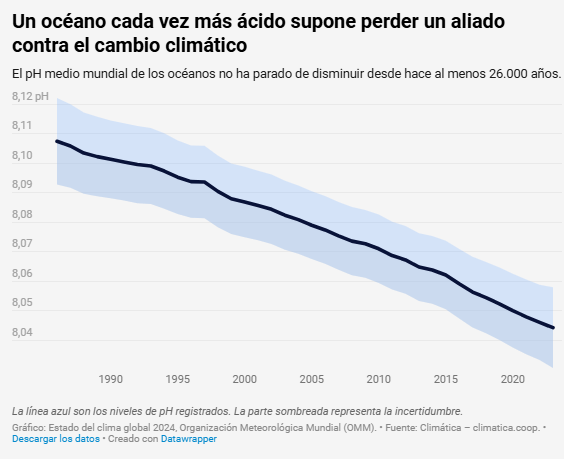 Un océano cada vez más ácido supone perder un aliado
contra el cambio climático
El pH medio mundial de los océanos no ha parado de disminuir desde hace al menos 26.000 años.
8,12 pH
8,11
8,10
8,09
8,08
8,07
8,06
8,05
8,04
1990 1995 2000 2005 2010 2015 2020
La línea azul son los niveles de pH registrados. La parte sombreada representa la incertidumbre.
Gráfico: Estado del clima global 2024, Organización Meteorológica Mundial (OMM). • Fuente: Climática – climatica.coop. •
Descargar los datos • Creado con Datawrapper